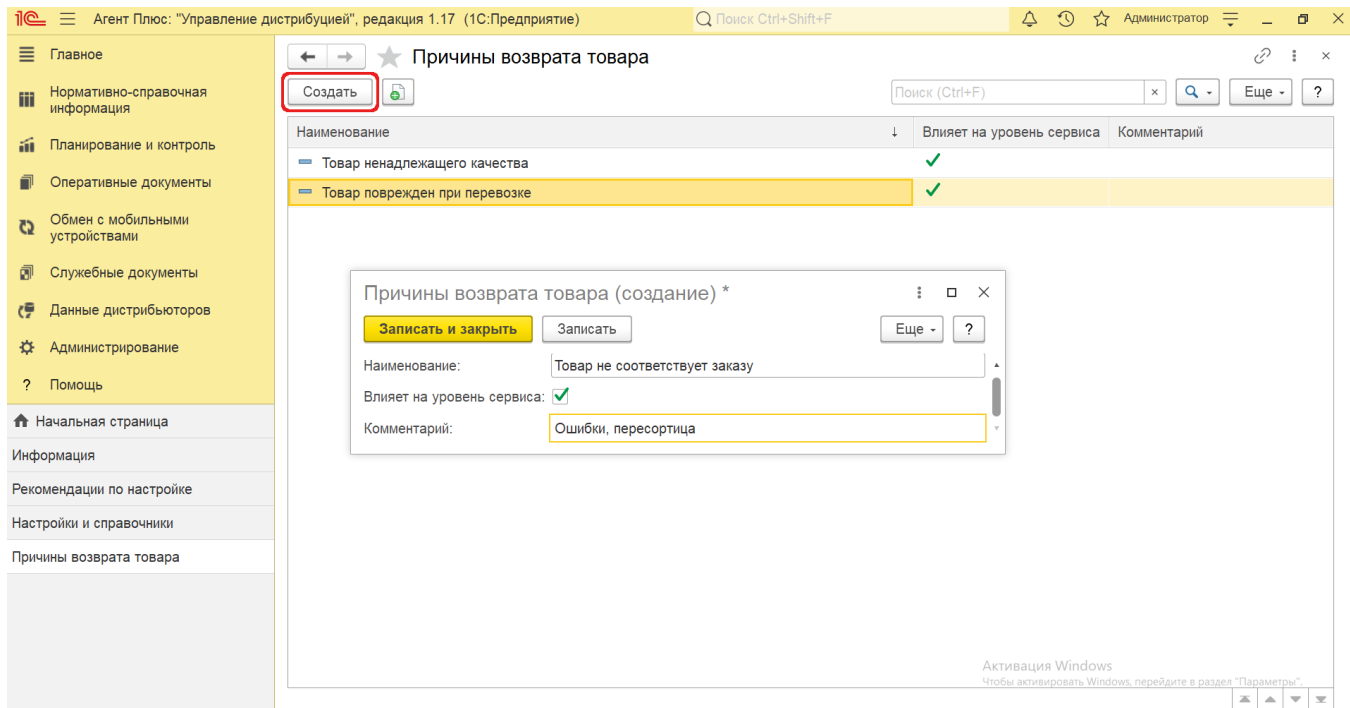 1С Агент Плюс: "Управление дистрибуцией", редакция 1.17 (1С:Предприятие) Поиск Ctrl+Shift+F Администратор
Главное
Нормативно-справочная
информация
Планирование и контроль
Оперативные документы
Обмен с мобильными
устройствами
Служебные документы
Данные дистрибьюторов
Администрирование
? Помощь
Начальная страница
Информация
Рекомендации по настройке
Настройки и справочники
Причины возврата товара
Причины возврата товара
Создать Поиск (Ctrl+F) × Еще ?
Наименование ↓ Влияет на уровень сервиса Комментарий
Товар ненадлежащего качества
Товар поврежден при перевозке
Причины возврата товара (создание) *
Записать и закрыть Записать Еще ?
Наименование: Товар не соответствует заказу
Влияет на уровень сервиса:
Комментарий: Ошибки, пересортица
Активация Windows
Чтобы активировать Windows, перейдите в раздел "Параметры".